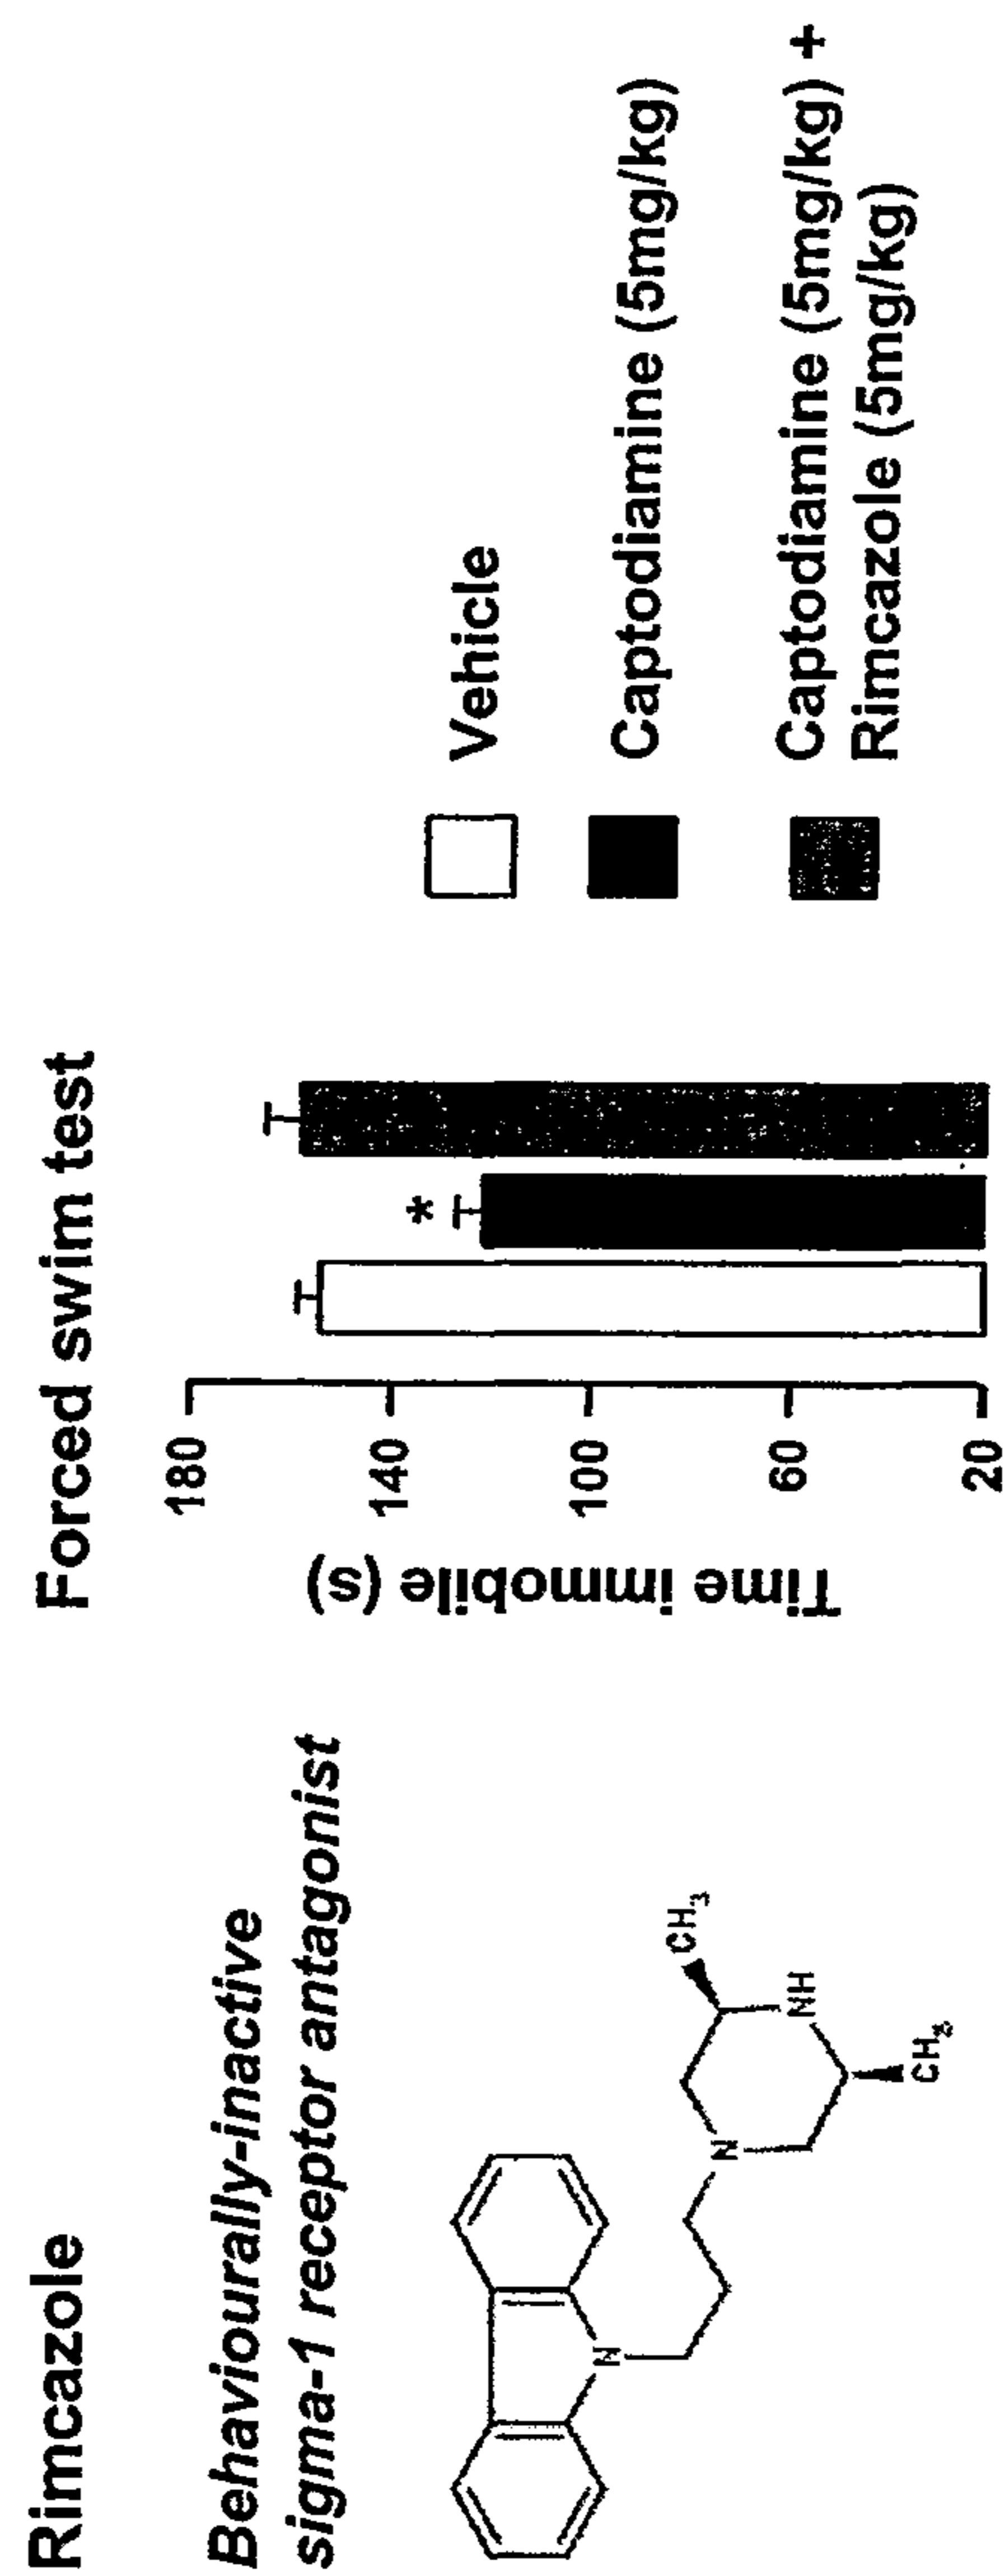 Rimcazole
Behaviourally-inactive
sigma-1 receptor antagonist
N
N
NH
CH3
CH3
Forced swim test
Time immobile (s)
180
140
100
60
20
*
Vehicle
Captodiamine (5mg/kg)
Captodiamine (5mg/kg) +
Rimcazole (5mg/kg)